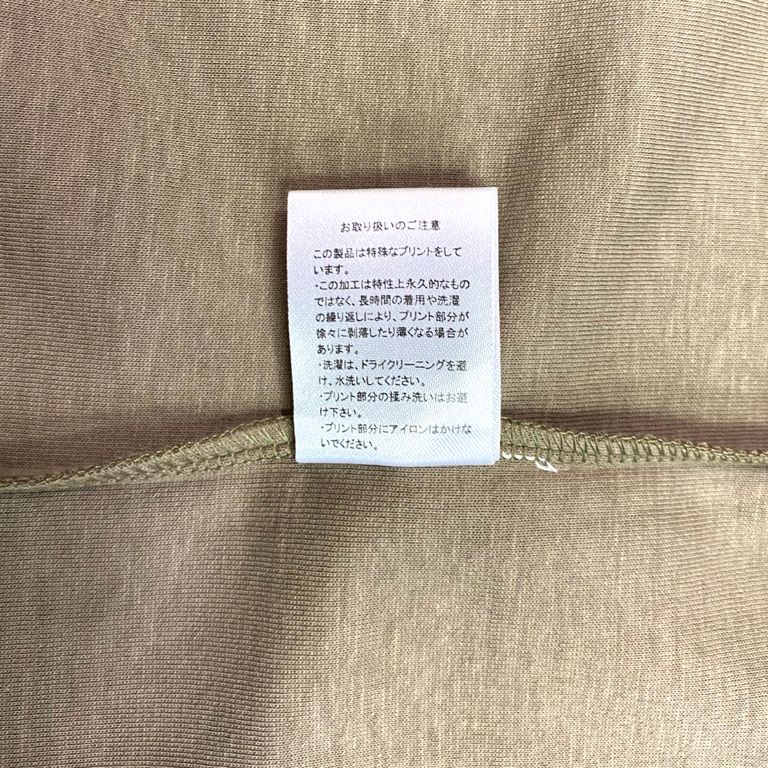 お取り扱いのご注意
この製品は特殊なプリントをして
います。
・この加工は特性上永久的なもの
ではなく、長時間の着用や洗濯
の繰り返しにより、プリント部分が
徐々に剥落したり薄くなる場合が
あります。
・洗濯は、ドライクリーニングを避
け、水洗いしてください。
・プリント部分の揉み洗いはお避
け下さい。
・プリント部分にアイロンはかけな
いでください。